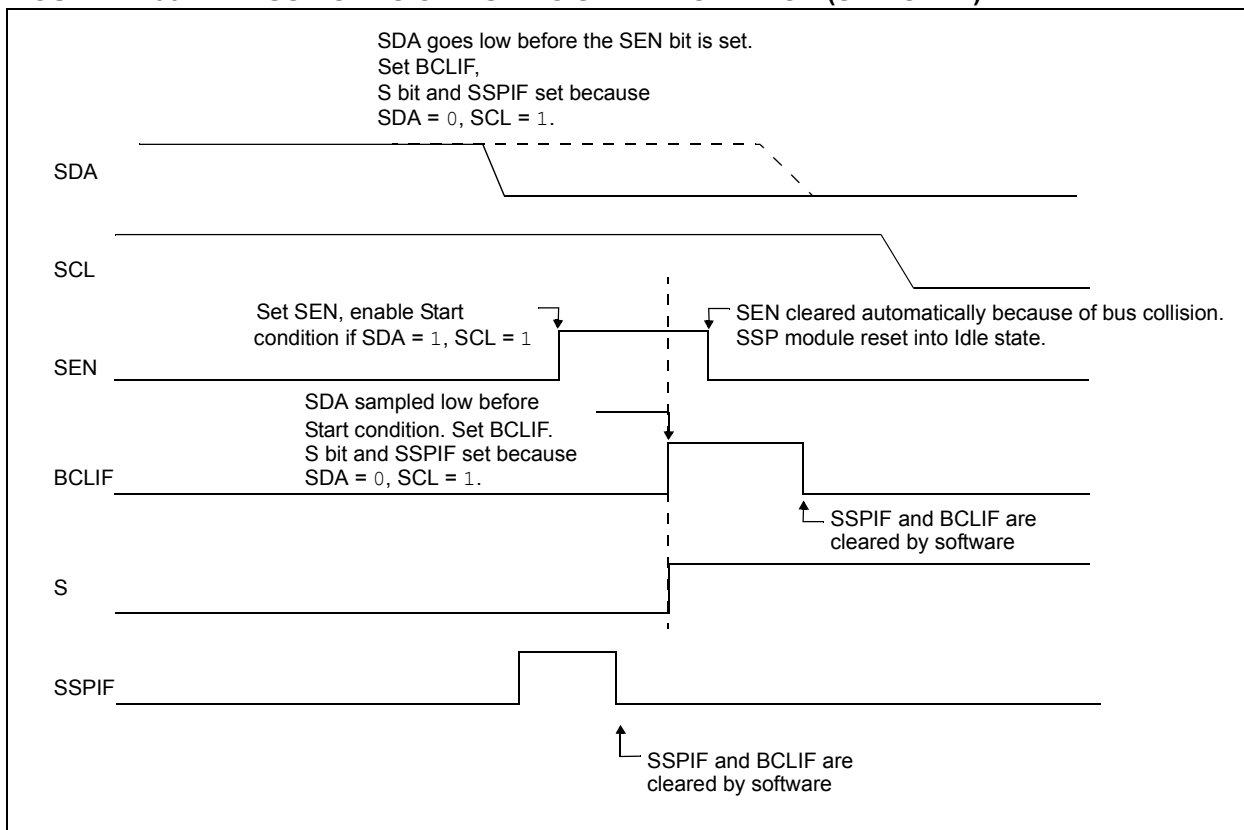 SDA goes low before the SEN bit is set.
Set BCLIF,
S bit and SSPIF set because
SDA = 0, SCL = 1.
SDA
SCL
Set SEN, enable Start
condition if SDA = 1, SCL = 1
SEN cleared automatically because of bus collision.
SSP module reset into Idle state.
SEN
SDA sampled low before
Start condition. Set BCLIF.
S bit and SSPIF set because
SDA = 0, SCL = 1.
BCLIF
SSPIF and BCLIF are
cleared by software
S
SSPIF
SSPIF and BCLIF are
cleared by software